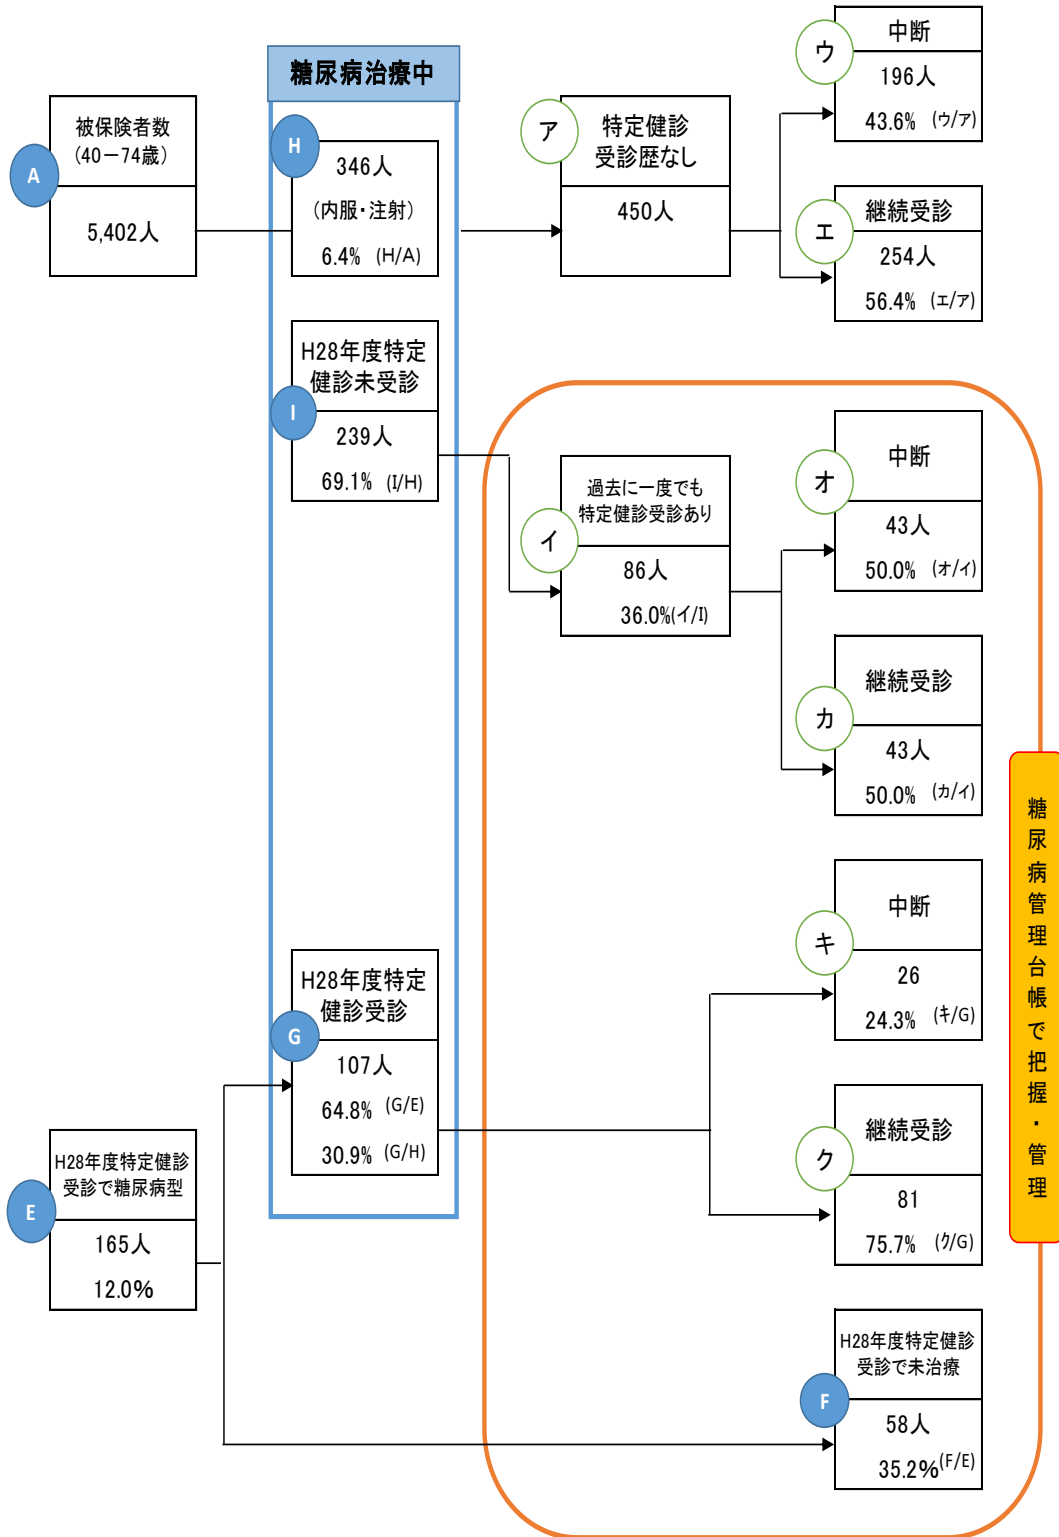 糖尿病治療中
A
被保険者数
(40－74歳)
5,402人
H
346人
(内服・注射)
6.4% (H/A)
ア
特定健診
受診歴なし
450人
ウ
中断
196人
43.6% (ウ/ア)
エ
継続受診
254人
56.4% (エ/ア)
I
H28年度特定
健診未受診
239人
69.1% (I/H)
イ
過去に一度でも
特定健診受診あり
86人
36.0%(イ/I)
オ
中断
43人
50.0% (オ/イ)
カ
継続受診
43人
50.0% (カ/イ)
糖尿病管理台帳で把握・管理
G
H28年度特定
健診受診
107人
64.8% (G/E)
30.9% (G/H)
キ
中断
26
24.3% (キ/G)
ク
継続受診
81
75.7% (ク/G)
E
H28年度特定健診
受診で糖尿病型
165人
12.0%
F
H28年度特定健診
受診で未治療
58人
35.2%(F/E)